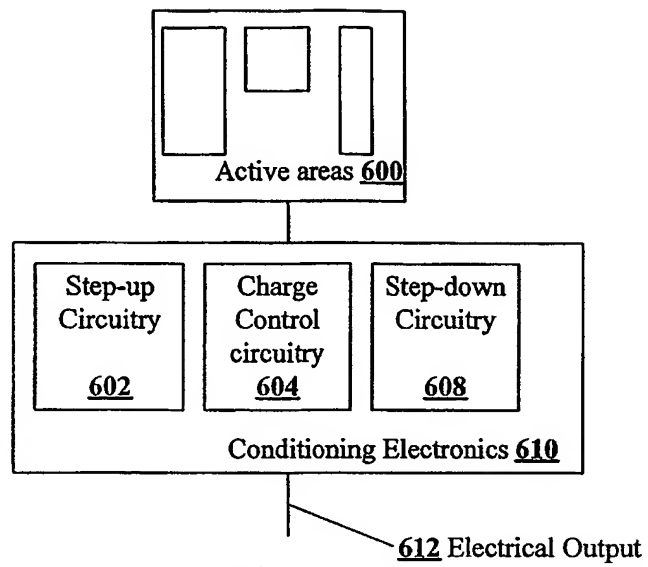 Active areas 600
Step-up
Circuitry
602
Charge
Control
circuitry
604
Step-down
Circuitry
608
Conditioning Electronics 610
612 Electrical Output